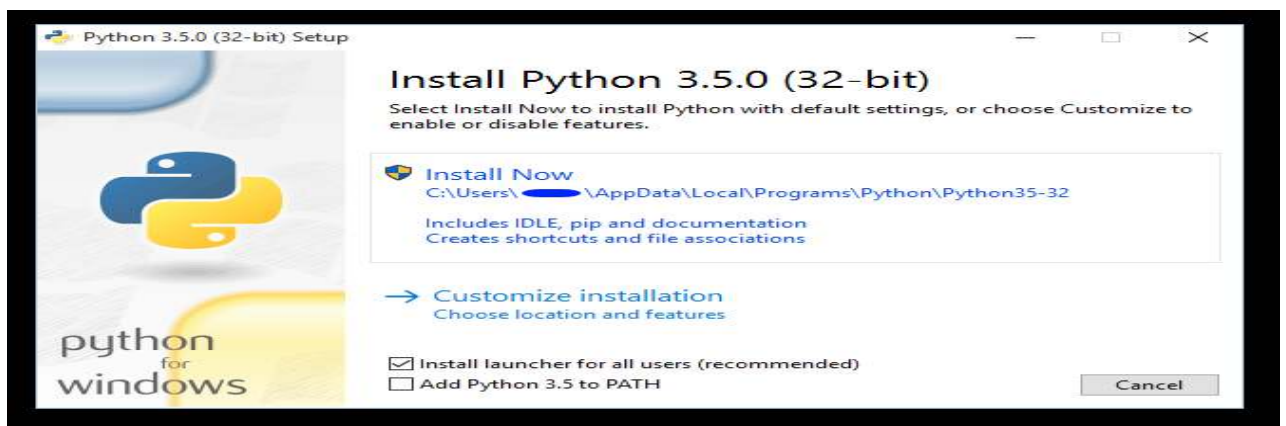 Python 3.5.0 (32-bit) Setup
Install Python 3.5.0 (32-bit)
Select Install Now to install Python with default settings, or choose Customize to
enable or disable features.
Install Now
C:\Users\ \AppData\Local\Programs\Python\Python35-32
Includes IDLE, pip and documentation
Creates shortcuts and file associations
Customize installation
Choose location and features
python
for
windows
Install launcher for all users (recommended)
Add Python 3.5 to PATH
Cancel